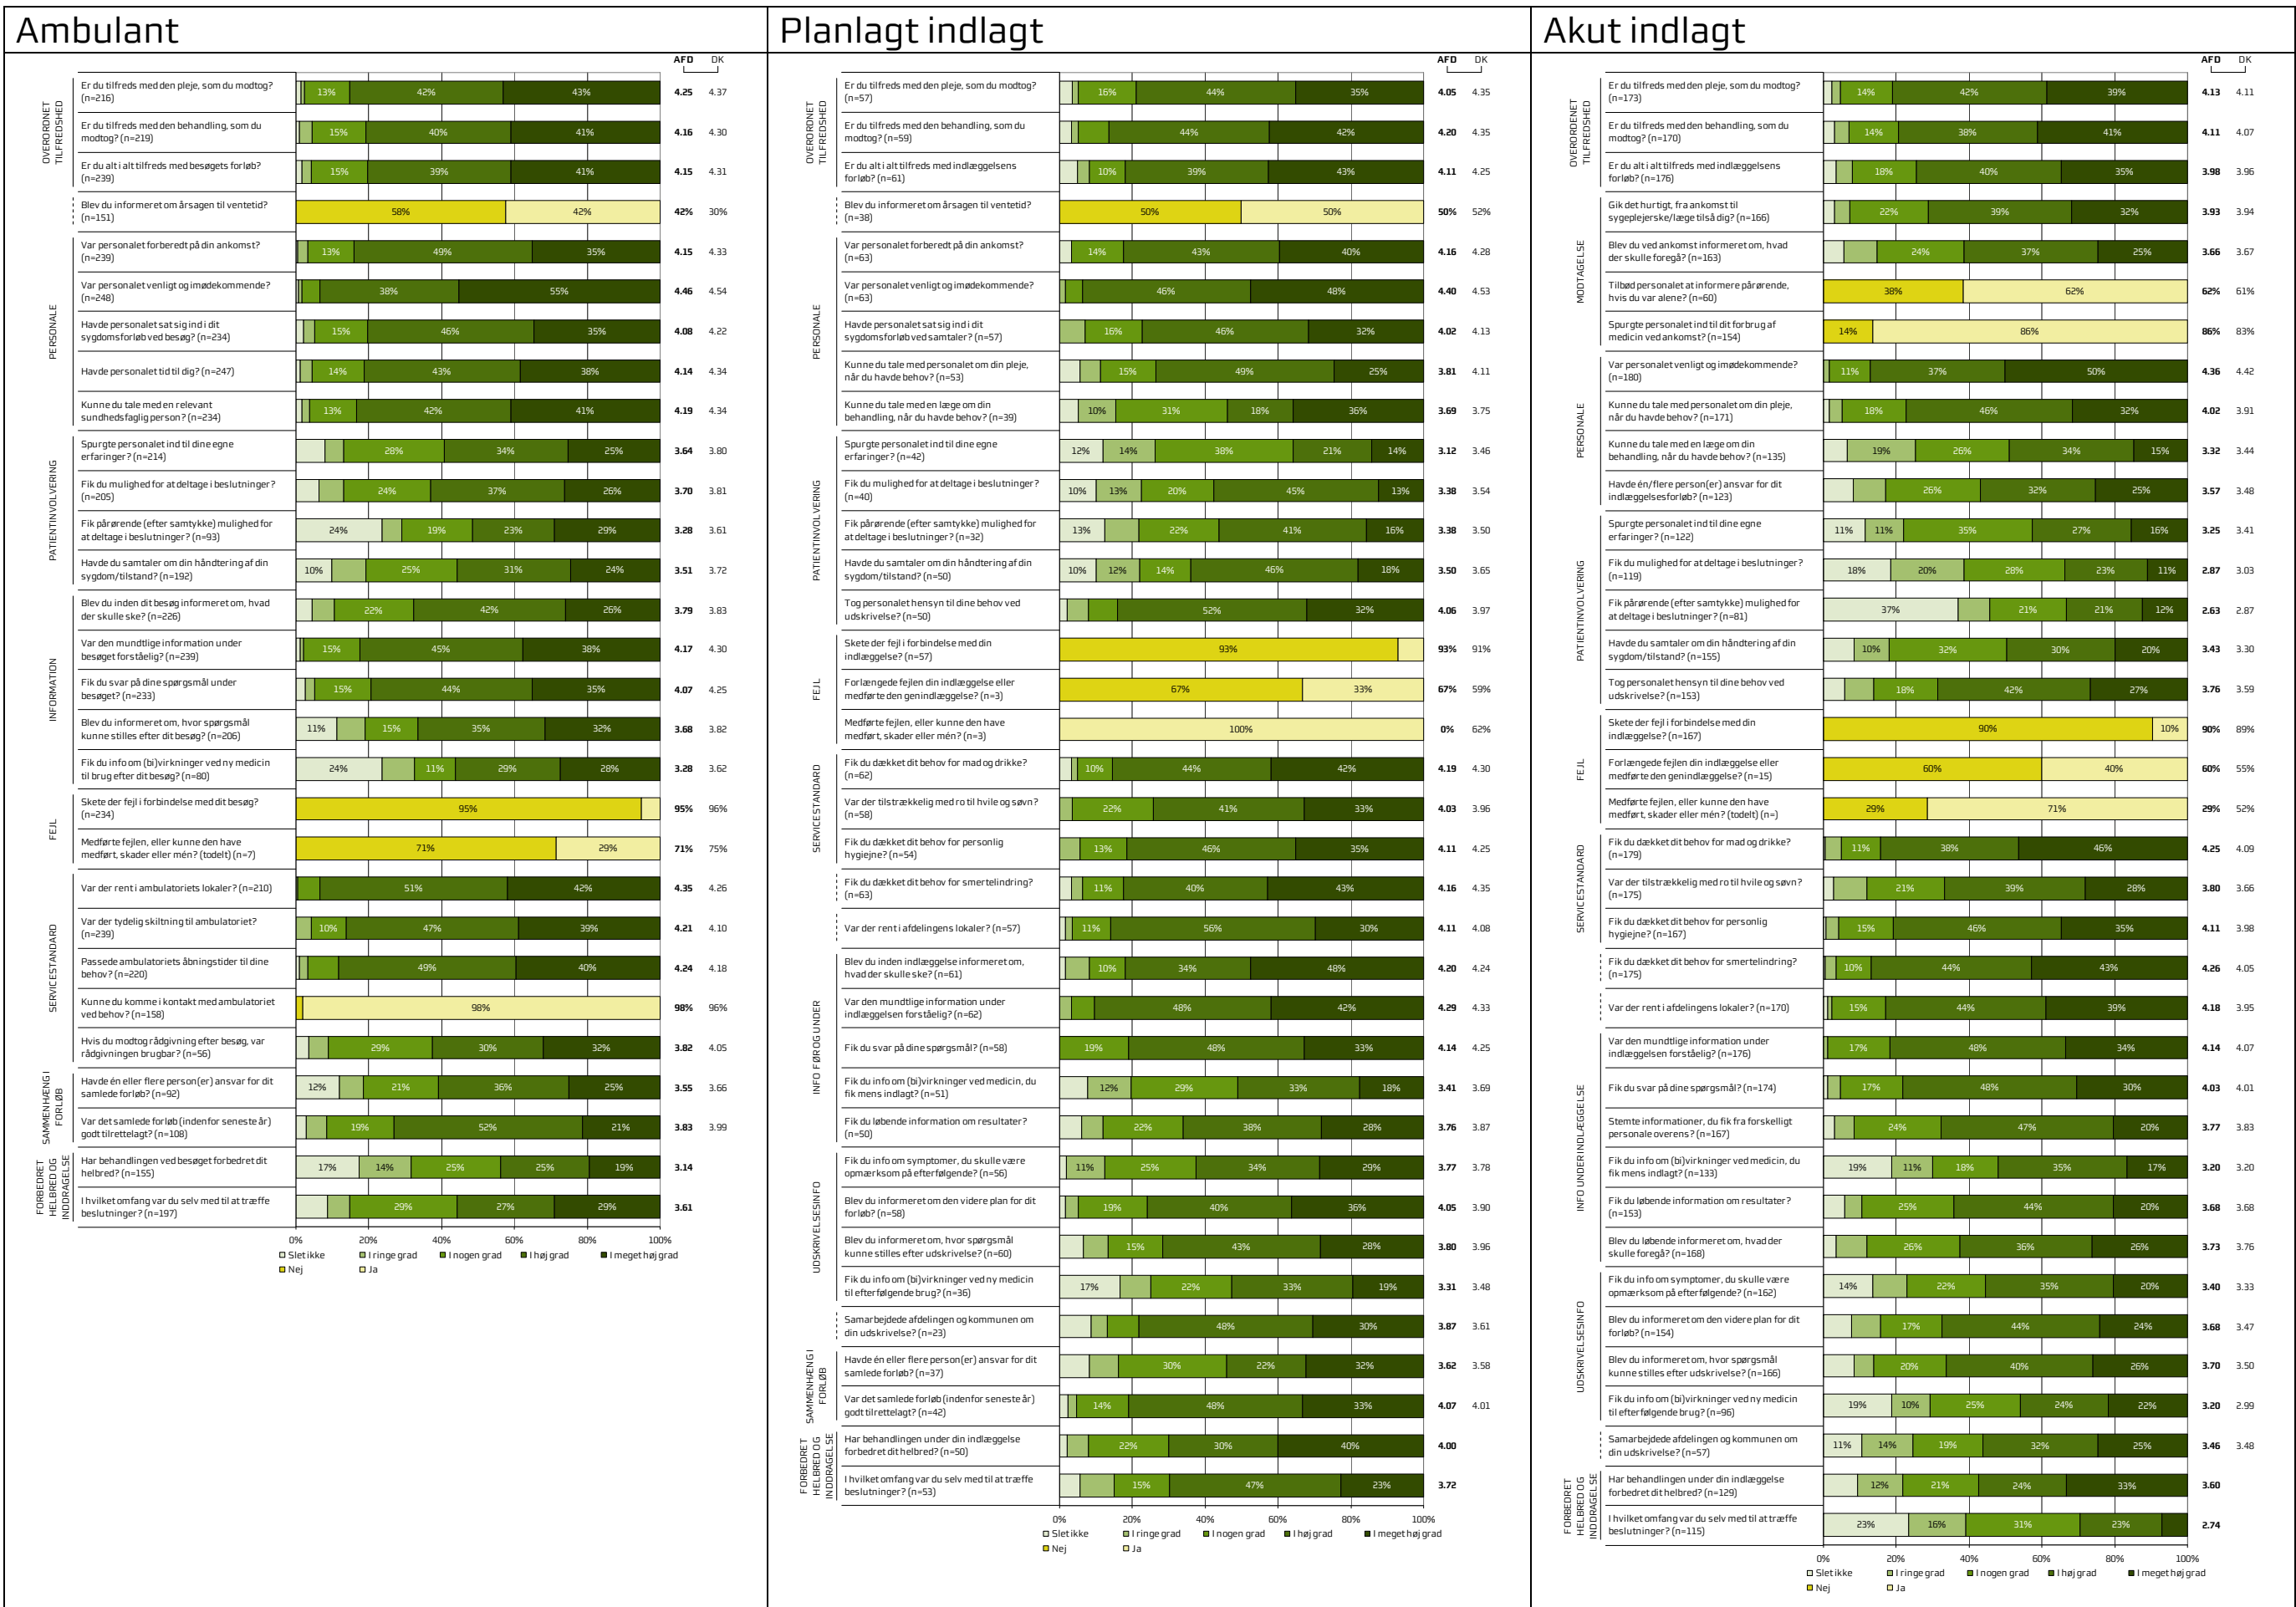 Ambulant
AFD DK
OVERORDNET
TILFREDSHED
Er du tilfreds med den pleje, som du modtog?
(n=216)
13% 42% 43% 4.25 4.37
Er du tilfreds med den behandling, som du
modtog? (n=219)
15% 40% 41% 4.16 4.30
Er du alt i alt tilfreds med besøgets forløb?
(n=239)
15% 39% 41% 4.15 4.31
Blev du informeret om årsagen til ventetid?
(n=151)
58% 42% 42% 30%
PERSONALE
Var personalet forberedt på din ankomst?
(n=239)
13% 49% 35% 4.15 4.33
Var personalet venligt og imødekommende?
(n=248)
38% 55% 4.46 4.54
Havde personalet sat sig ind i dit
sygdomsforløb ved besøg? (n=234)
15% 46% 35% 4.08 4.22
Havde personalet tid til dig? (n=247)
14% 43% 38% 4.14 4.34
Kunne du tale med en relevant
sundhedsfaglig person? (n=234)
13% 42% 41% 4.19 4.34
PATIENTINVOLVERING
Spurgte personalet ind til dine egne
erfaringer? (n=214)
28% 34% 25% 3.64 3.80
Fik du mulighed for at deltage i beslutninger?
(n=205)
24% 37% 26% 3.70 3.81
Fik pårørende (efter samtykke) mulighed for
at deltage i beslutninger? (n=93)
24% 19% 23% 29% 3.28 3.61
Havde du samtaler om din håndtering af din
sygdom/tilstand? (n=192)
10% 25% 31% 24% 3.51 3.72
INFORMATION
Blev du inden dit besøg informeret om, hvad
der skulle ske? (n=226)
22% 42% 26% 3.79 3.83
Var den mundtlige information under
besøget forståelig? (n=239)
15% 45% 38% 4.17 4.30
Fik du svar på dine spørgsmål under
besøget? (n=233)
15% 44% 35% 4.07 4.25
Blev du informeret om, hvor spørgsmål
kunne stilles efter dit besøg? (n=206)
11% 15% 35% 32% 3.68 3.82
Fik du info om (bi)virkninger ved ny medicin
til brug efter dit besøg? (n=80)
24% 11% 29% 28% 3.28 3.62
FEJL
Skete der fejl i forbindelse med dit besøg?
(n=234)
95% 95% 96%
Medførte fejlen, eller kunne den have
medført, skader eller mén? (todelt) (n=7)
71% 29% 71% 75%
SERVICESTANDARD
Var der rent i ambulatoriets lokaler? (n=210)
51% 42% 4.35 4.26
Var der tydelig skiltning til ambulatoriet?
(n=239)
10% 47% 39% 4.21 4.10
Passede ambulatoriets åbningstider til dine
behov? (n=220)
49% 40% 4.24 4.18
Kunne du komme i kontakt med ambulatoriet
ved behov? (n=158)
98% 98% 96%
Hvis du modtog rådgivning efter besøg, var
rådgivningen brugbar? (n=56)
29% 30% 32% 3.82 4.05
SAMMENHÆNG I
FORLØB
Havde én eller flere person(er) ansvar for dit
samlede forløb? (n=92)
12% 21% 36% 25% 3.55 3.66
Var det samlede forløb (indenfor seneste år)
godt tilrettelagt? (n=108)
19% 52% 21% 3.83 3.99
FORBEDRET
HELBRED OG
INDDRAGELSE
Har behandlingen ved besøget forbedret dit
helbred? (n=155)
17% 14% 25% 25% 19% 3.14
I hvilket omfang var du selv med til at træffe
beslutninger? (n=197)
29% 27% 29% 3.61
0% 20% 40% 60% 80% 100%
Slet ikke I ringe grad I nogen grad I høj grad I meget høj grad
Nej Ja
Planlagt indlagt
AFD DK
OVERORDNET
TILFREDSHED
Er du tilfreds med den pleje, som du modtog?
(n=57)
16% 44% 35% 4.05 4.35
Er du tilfreds med den behandling, som du
modtog? (n=59)
44% 42% 4.20 4.35
Er du alt i alt tilfreds med indlæggelsens
forløb? (n=61)
10% 39% 43% 4.11 4.25
Blev du informeret om årsagen til ventetid?
(n=38)
50% 50% 50% 52%
PERSONALE
Var personalet forberedt på din ankomst?
(n=63)
14% 43% 40% 4.16 4.28
Var personalet venligt og imødekommende?
(n=63)
46% 48% 4.40 4.53
Havde personalet sat sig ind i dit
sygdomsforløb ved samtaler? (n=57)
16% 46% 32% 4.02 4.13
Kunne du tale med personalet om din pleje,
når du havde behov? (n=53)
15% 49% 25% 3.81 4.11
Kunne du tale med en læge om din
behandling, når du havde behov? (n=39)
10% 31% 18% 36% 3.69 3.75
PATIENTINVOLVERING
Spurgte personalet ind til dine egne
erfaringer? (n=42)
12% 14% 38% 21% 14% 3.12 3.46
Fik du mulighed for at deltage i beslutninger?
(n=40)
10% 13% 20% 45% 13% 3.38 3.54
Fik pårørende (efter samtykke) mulighed for
at deltage i beslutninger? (n=32)
13% 22% 41% 16% 3.38 3.50
Havde du samtaler om din håndtering af din
sygdom/tilstand? (n=50)
10% 12% 14% 46% 18% 3.50 3.65
Tog personalet hensyn til dine behov ved
udskrivelse? (n=50)
52% 32% 4.06 3.97
FEJL
Skete der fejl i forbindelse med din
indlæggelse? (n=57)
93% 93% 91%
Forlængede fejlen din indlæggelse eller
medførte den genindlæggelse? (n=3)
67% 33% 67% 59%
Medførte fejlen, eller kunne den have
medført, skader eller mén? (n=3)
100% 0% 62%
SERVICESTANDARD
Fik du dækket dit behov for mad og drikke?
(n=62)
10% 44% 42% 4.19 4.30
Var der tilstrækkelig med ro til hvile og søvn?
(n=58)
22% 41% 33% 4.03 3.96
Fik du dækket dit behov for personlig
hygiejne? (n=54)
13% 46% 35% 4.11 4.25
Fik du dækket dit behov for smertelindring?
(n=63)
11% 40% 43% 4.16 4.35
Var der rent i afdelingens lokaler? (n=57)
11% 56% 30% 4.11 4.08
INFO FØR OG UNDER
Blev du inden indlæggelse informeret om,
hvad der skulle ske? (n=61)
10% 34% 48% 4.20 4.24
Var den mundtlige information under
indlæggelsen forståelig? (n=62)
48% 42% 4.29 4.33
Fik du svar på dine spørgsmål? (n=58)
19% 48% 33% 4.14 4.25
Fik du info om (bi)virkninger ved medicin, du
fik mens indlagt? (n=51)
12% 29% 33% 18% 3.41 3.69
Fik du løbende information om resultater?
(n=50)
22% 38% 28% 3.76 3.87
UDSKRIVELSESINFO
Fik du info om symptomer, du skulle være
opmærksom på efterfølgende? (n=56)
11% 25% 34% 29% 3.77 3.78
Blev du informeret om den videre plan for dit
forløb? (n=58)
19% 40% 36% 4.05 3.90
Blev du informeret om, hvor spørgsmål
kunne stilles efter udskrivelse? (n=60)
15% 43% 28% 3.80 3.96
Fik du info om (bi)virkninger ved ny medicin
til efterfølgende brug? (n=36)
17% 22% 33% 19% 3.31 3.48
Samarbejdede afdelingen og kommunen om
din udskrivelse? (n=23)
48% 30% 3.87 3.61
SAMMENHÆNG I
FORLØB
Havde én eller flere person(er) ansvar for dit
samlede forløb? (n=37)
30% 22% 32% 3.62 3.58
Var det samlede forløb (indenfor seneste år)
godt tilrettelagt? (n=42)
14% 48% 33% 4.07 4.01
FORBEDRET
HELBRED OG
INDDRAGELSE
Har behandlingen under din indlæggelse
forbedret dit helbred? (n=50)
22% 30% 40% 4.00
I hvilket omfang var du selv med til at træffe
beslutninger? (n=53)
15% 47% 23% 3.72
0% 20% 40% 60% 80% 100%
Slet ikke I ringe grad I nogen grad I høj grad I meget høj grad
Nej Ja
Akut indlagt
AFD DK
OVERORDNET
TILFREDSHED
Er du tilfreds med den pleje, som du modtog?
(n=173)
14% 42% 39% 4.13 4.11
Er du tilfreds med den behandling, som du
modtog? (n=170)
14% 38% 41% 4.11 4.07
Er du alt i alt tilfreds med indlæggelsens
forløb? (n=176)
18% 40% 35% 3.98 3.96
MODTAGELSE
Gik det hurtigt, fra ankomst til
sygeplejerske/læge tilså dig? (n=166)
22% 39% 32% 3.93 3.94
Blev du ved ankomst informeret om, hvad
der skulle foregå? (n=163)
24% 37% 25% 3.66 3.67
Tilbød personalet at informere pårørende,
hvis du var alene? (n=60)
38% 62% 62% 61%
Spurgte personalet ind til dit forbrug af
medicin ved ankomst? (n=154)
14% 86% 86% 83%
PERSONALE
Var personalet venligt og imødekommende?
(n=180)
11% 37% 50% 4.36 4.42
Kunne du tale med personalet om din pleje,
når du havde behov? (n=171)
18% 46% 32% 4.02 3.91
Kunne du tale med en læge om din
behandling, når du havde behov? (n=135)
19% 26% 34% 15% 3.32 3.44
Havde én/flere person(er) ansvar for dit
indlæggelsesforløb? (n=123)
26% 32% 25% 3.57 3.48
PATIENTINVOLVERING
Spurgte personalet ind til dine egne
erfaringer? (n=122)
11% 11% 35% 27% 16% 3.25 3.41
Fik du mulighed for at deltage i beslutninger?
(n=119)
18% 20% 28% 23% 11% 2.87 3.03
Fik pårørende (efter samtykke) mulighed for
at deltage i beslutninger? (n=81)
37% 21% 21% 12% 2.63 2.87
Havde du samtaler om din håndtering af din
sygdom/tilstand? (n=155)
10% 32% 30% 20% 3.43 3.30
Tog personalet hensyn til dine behov ved
udskrivelse? (n=153)
18% 42% 27% 3.76 3.59
FEJL
Skete der fejl i forbindelse med din
indlæggelse? (n=167)
90% 10% 90% 89%
Forlængede fejlen din indlæggelse eller
medførte den genindlæggelse? (n=15)
60% 40% 60% 55%
Medførte fejlen, eller kunne den have
medført, skader eller mén? (todelt) (n=)
29% 71% 29% 52%
SERVICESTANDARD
Fik du dækket dit behov for mad og drikke?
(n=179)
11% 38% 46% 4.25 4.09
Var der tilstrækkelig med ro til hvile og søvn?
(n=175)
21% 39% 28% 3.80 3.66
Fik du dækket dit behov for personlig
hygiejne? (n=167)
15% 46% 35% 4.11 3.98
Fik du dækket dit behov for smertelindring?
(n=175)
10% 44% 43% 4.26 4.05
Var der rent i afdelingens lokaler? (n=170)
15% 44% 39% 4.18 3.95
INFO UNDER INDLÆGGELSE
Var den mundtlige information under
indlæggelsen forståelig? (n=176)
17% 48% 34% 4.14 4.07
Fik du svar på dine spørgsmål? (n=174)
17% 48% 30% 4.03 4.01
Stemte informationer, du fik fra forskelligt
personale overens? (n=167)
24% 47% 20% 3.77 3.83
Fik du info om (bi)virkninger ved medicin, du
fik mens indlagt? (n=133)
19% 11% 18% 35% 17% 3.20 3.20
Fik du løbende information om resultater?
(n=153)
25% 44% 20% 3.68 3.68
Blev du løbende informeret om, hvad der
skulle foregå? (n=168)
26% 36% 26% 3.73 3.76
UDSKRIVELSESINFO
Fik du info om symptomer, du skulle være
opmærksom på efterfølgende? (n=162)
14% 22% 35% 20% 3.40 3.33
Blev du informeret om den videre plan for dit
forløb? (n=154)
17% 44% 24% 3.68 3.47
Blev du informeret om, hvor spørgsmål
kunne stilles efter udskrivelse? (n=166)
20% 40% 26% 3.70 3.50
Fik du info om (bi)virkninger ved ny medicin
til efterfølgende brug? (n=96)
19% 10% 25% 24% 22% 3.20 2.99
Samarbejdede afdelingen og kommunen om
din udskrivelse? (n=57)
11% 14% 19% 32% 25% 3.46 3.48
FORBEDRET
HELBRED OG
INDDRAGELSE
Har behandlingen under din indlæggelse
forbedret dit helbred? (n=129)
12% 21% 24% 33% 3.60
I hvilket omfang var du selv med til at træffe
beslutninger? (n=115)
23% 16% 31% 23% 2.74
0% 20% 40% 60% 80% 100%
Slet ikke I ringe grad I nogen grad I høj grad I meget høj grad
Nej Ja